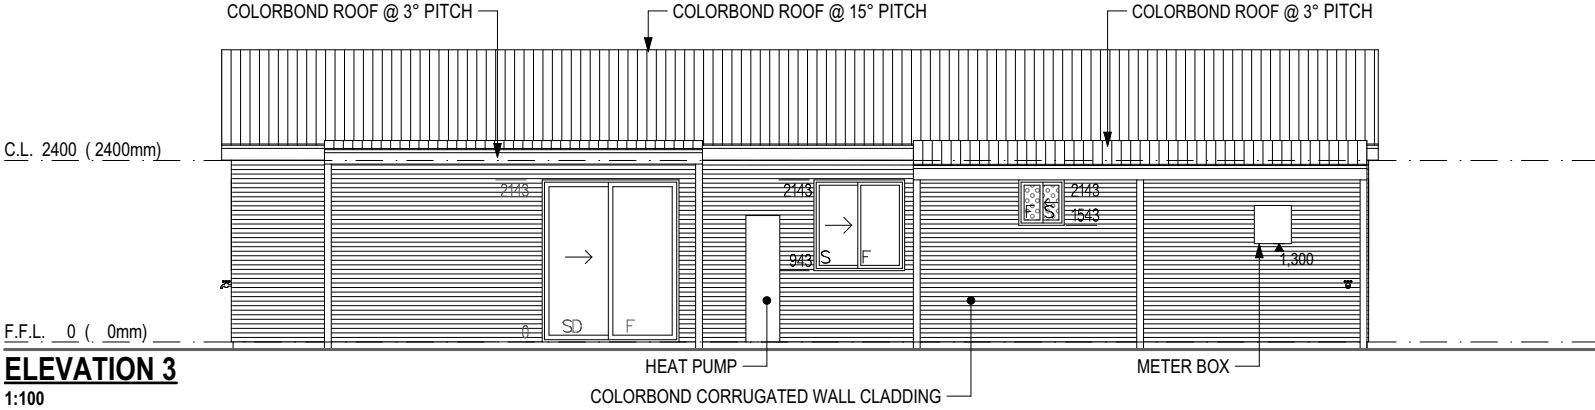 COLORBOND ROOF @ 3° PITCH
COLORBOND ROOF @ 15° PITCH
COLORBOND ROOF @ 3° PITCH
C.L. 2400 ( 2400mm)
2143
2143
2143
F S
1543
943
S F
1,300
F.F.L. 0 ( 0mm)
0
SD F
ELEVATION 3
1:100
HEAT PUMP
METER BOX
COLORBOND CORRUGATED WALL CLADDING